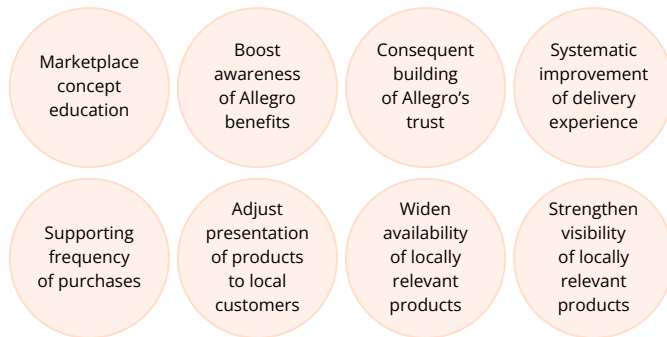 Marketplace
concept
education
Boost
awareness
of Allegro
benefits
Consequent
building
of Allegro's
trust
Systematic
improvement
of delivery
experience
Supporting
frequency
of purchases
Adjust
presentation
of products
to local
customers
Widen
availability
of locally
relevant
products
Strengthen
visibility
of locally
relevant
products